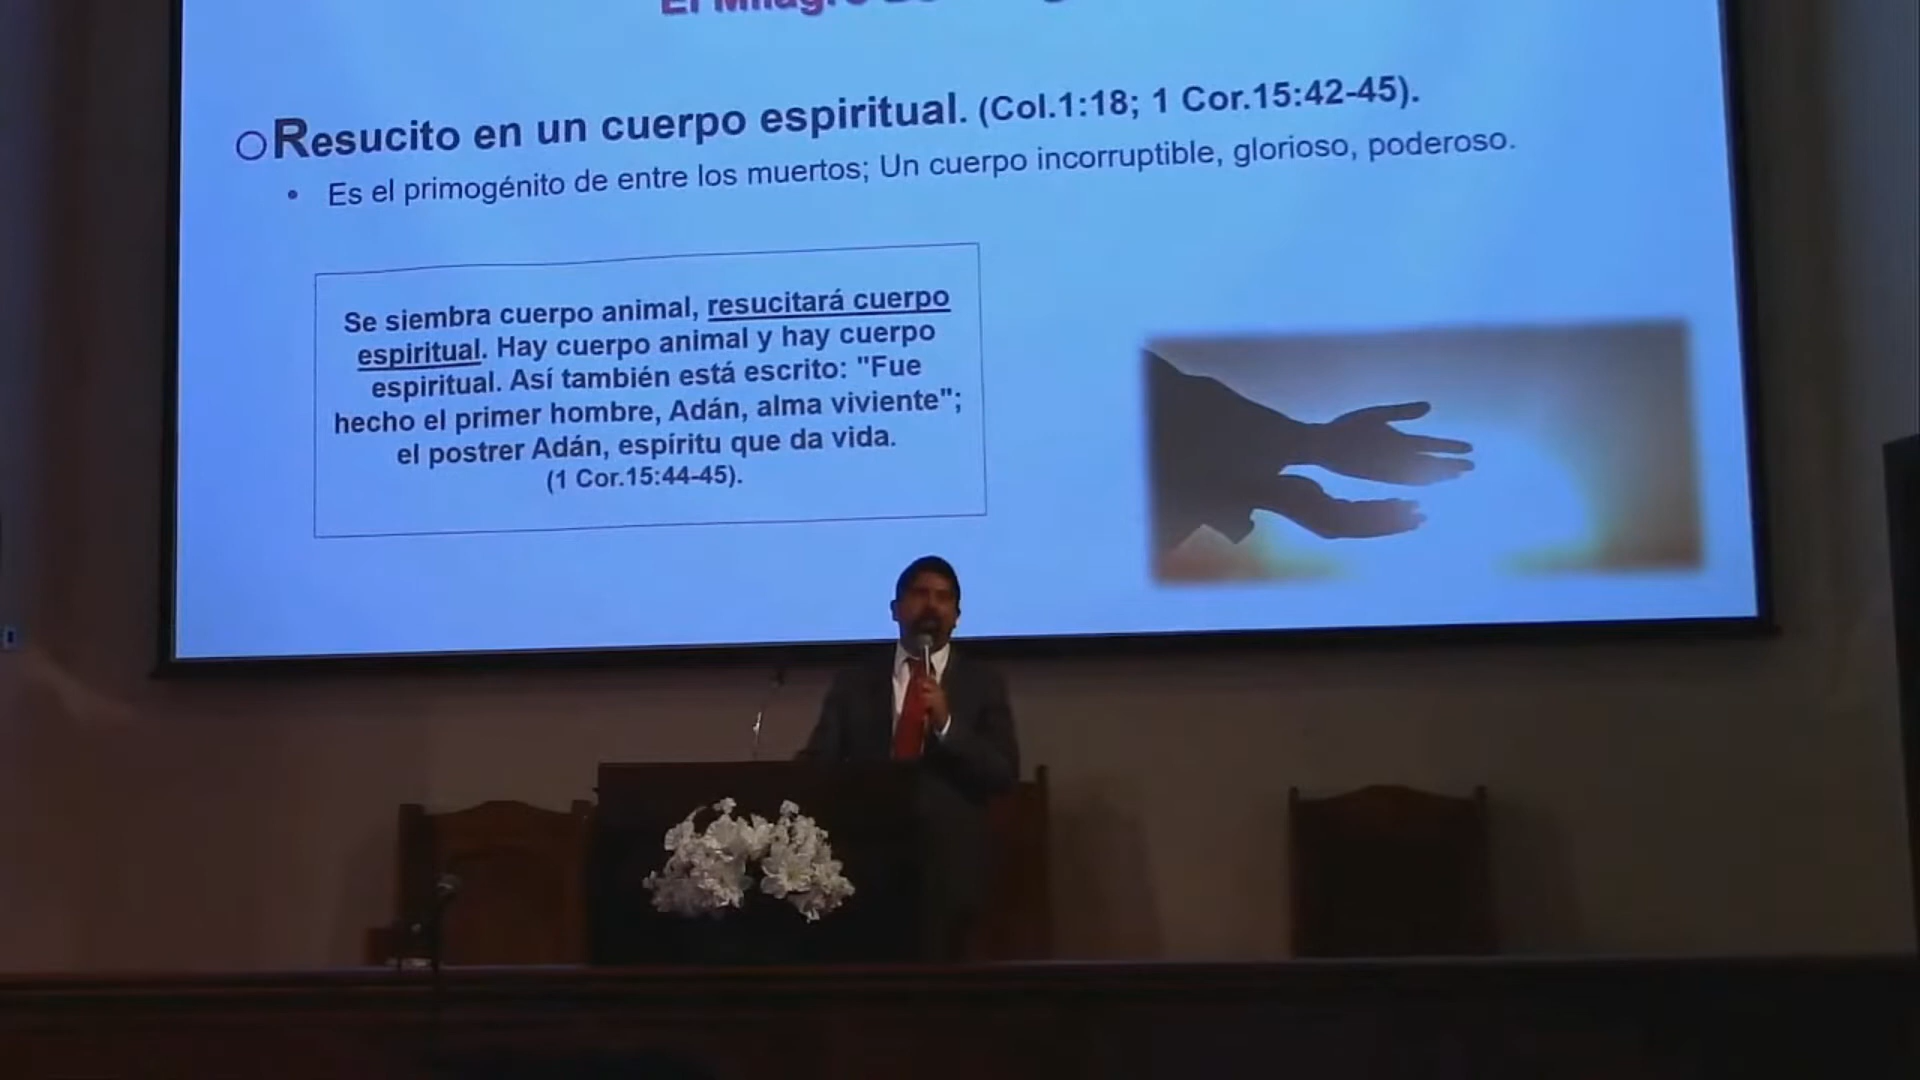 El Milagro
Resucito en un cuerpo espiritual. (Col.1:18; 1 Cor.15:42-45).
• Es el primogénito de entre los muertos; Un cuerpo incorruptible, glorioso, poderoso.
Se siembra cuerpo animal, resucitará cuerpo
espiritual. Hay cuerpo animal y hay cuerpo
espiritual. Así también está escrito: "Fue
hecho el primer hombre, Adán, alma viviente";
el postrer Adán, espíritu que da vida.
(1 Cor.15:44-45).